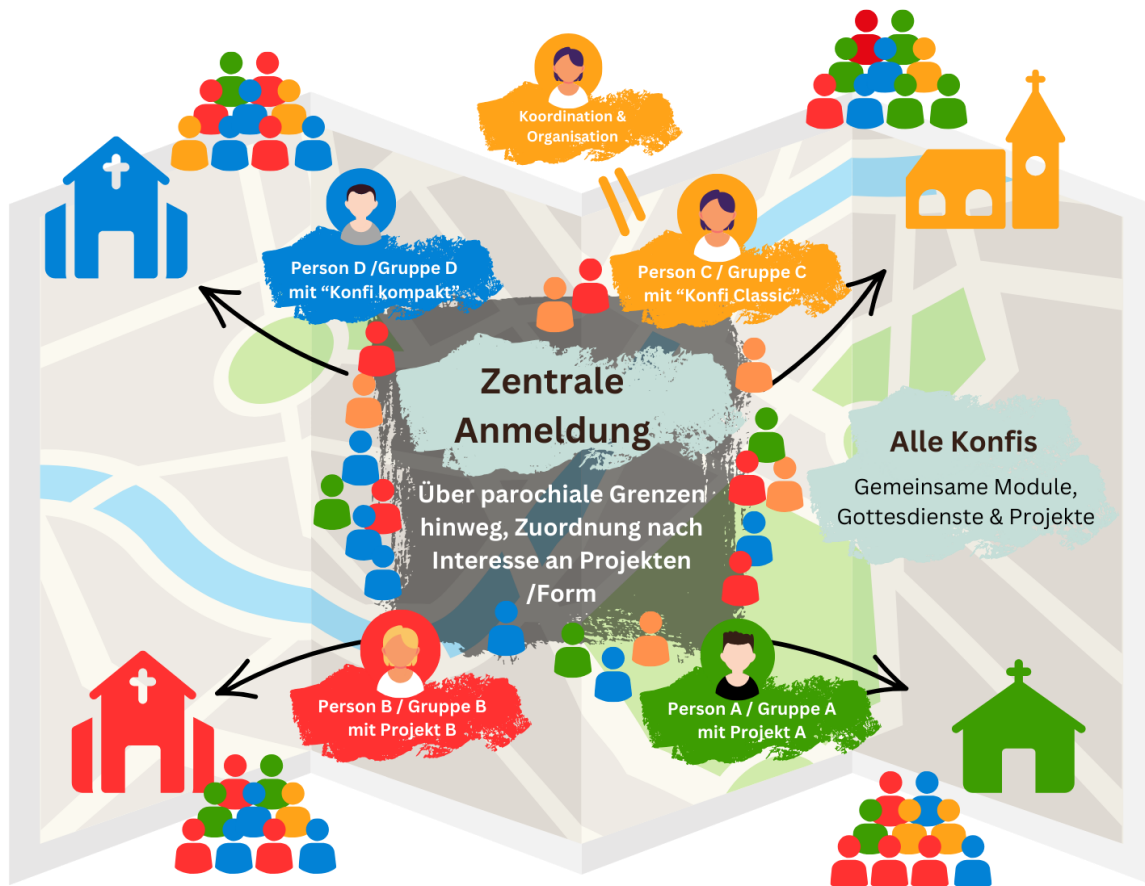 Koordination &
Organisation
Person D /Gruppe D
mit “Konfi kompakt”
Person C / Gruppe C
mit “Konfi Classic”
Zentrale
Anmeldung
Über parochiale Grenzen
hinweg, Zuordnung nach
Interesse an Projekten
/Form
Alle Konfis
Gemeinsame Module,
Gottesdienste & Projekte
Person B / Gruppe B
mit Projekt B
Person A / Gruppe A
mit Projekt A